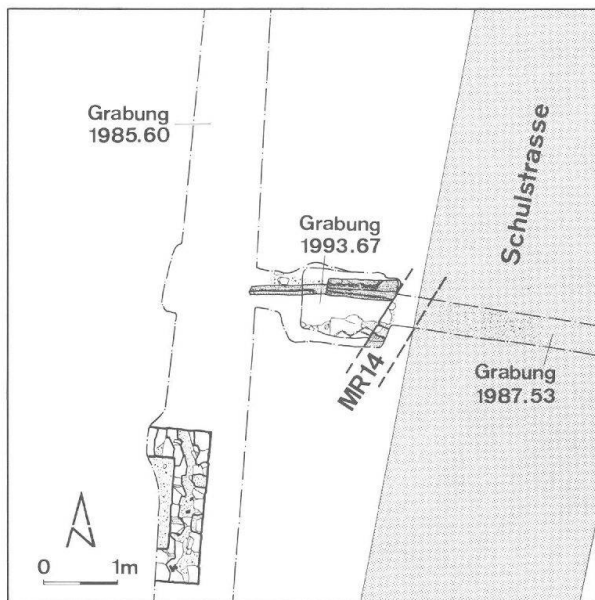 Grabung
1985.60
Schulstrasse
Grabung
1993.67
MR14
Grabung
1987.53
N
0 1m